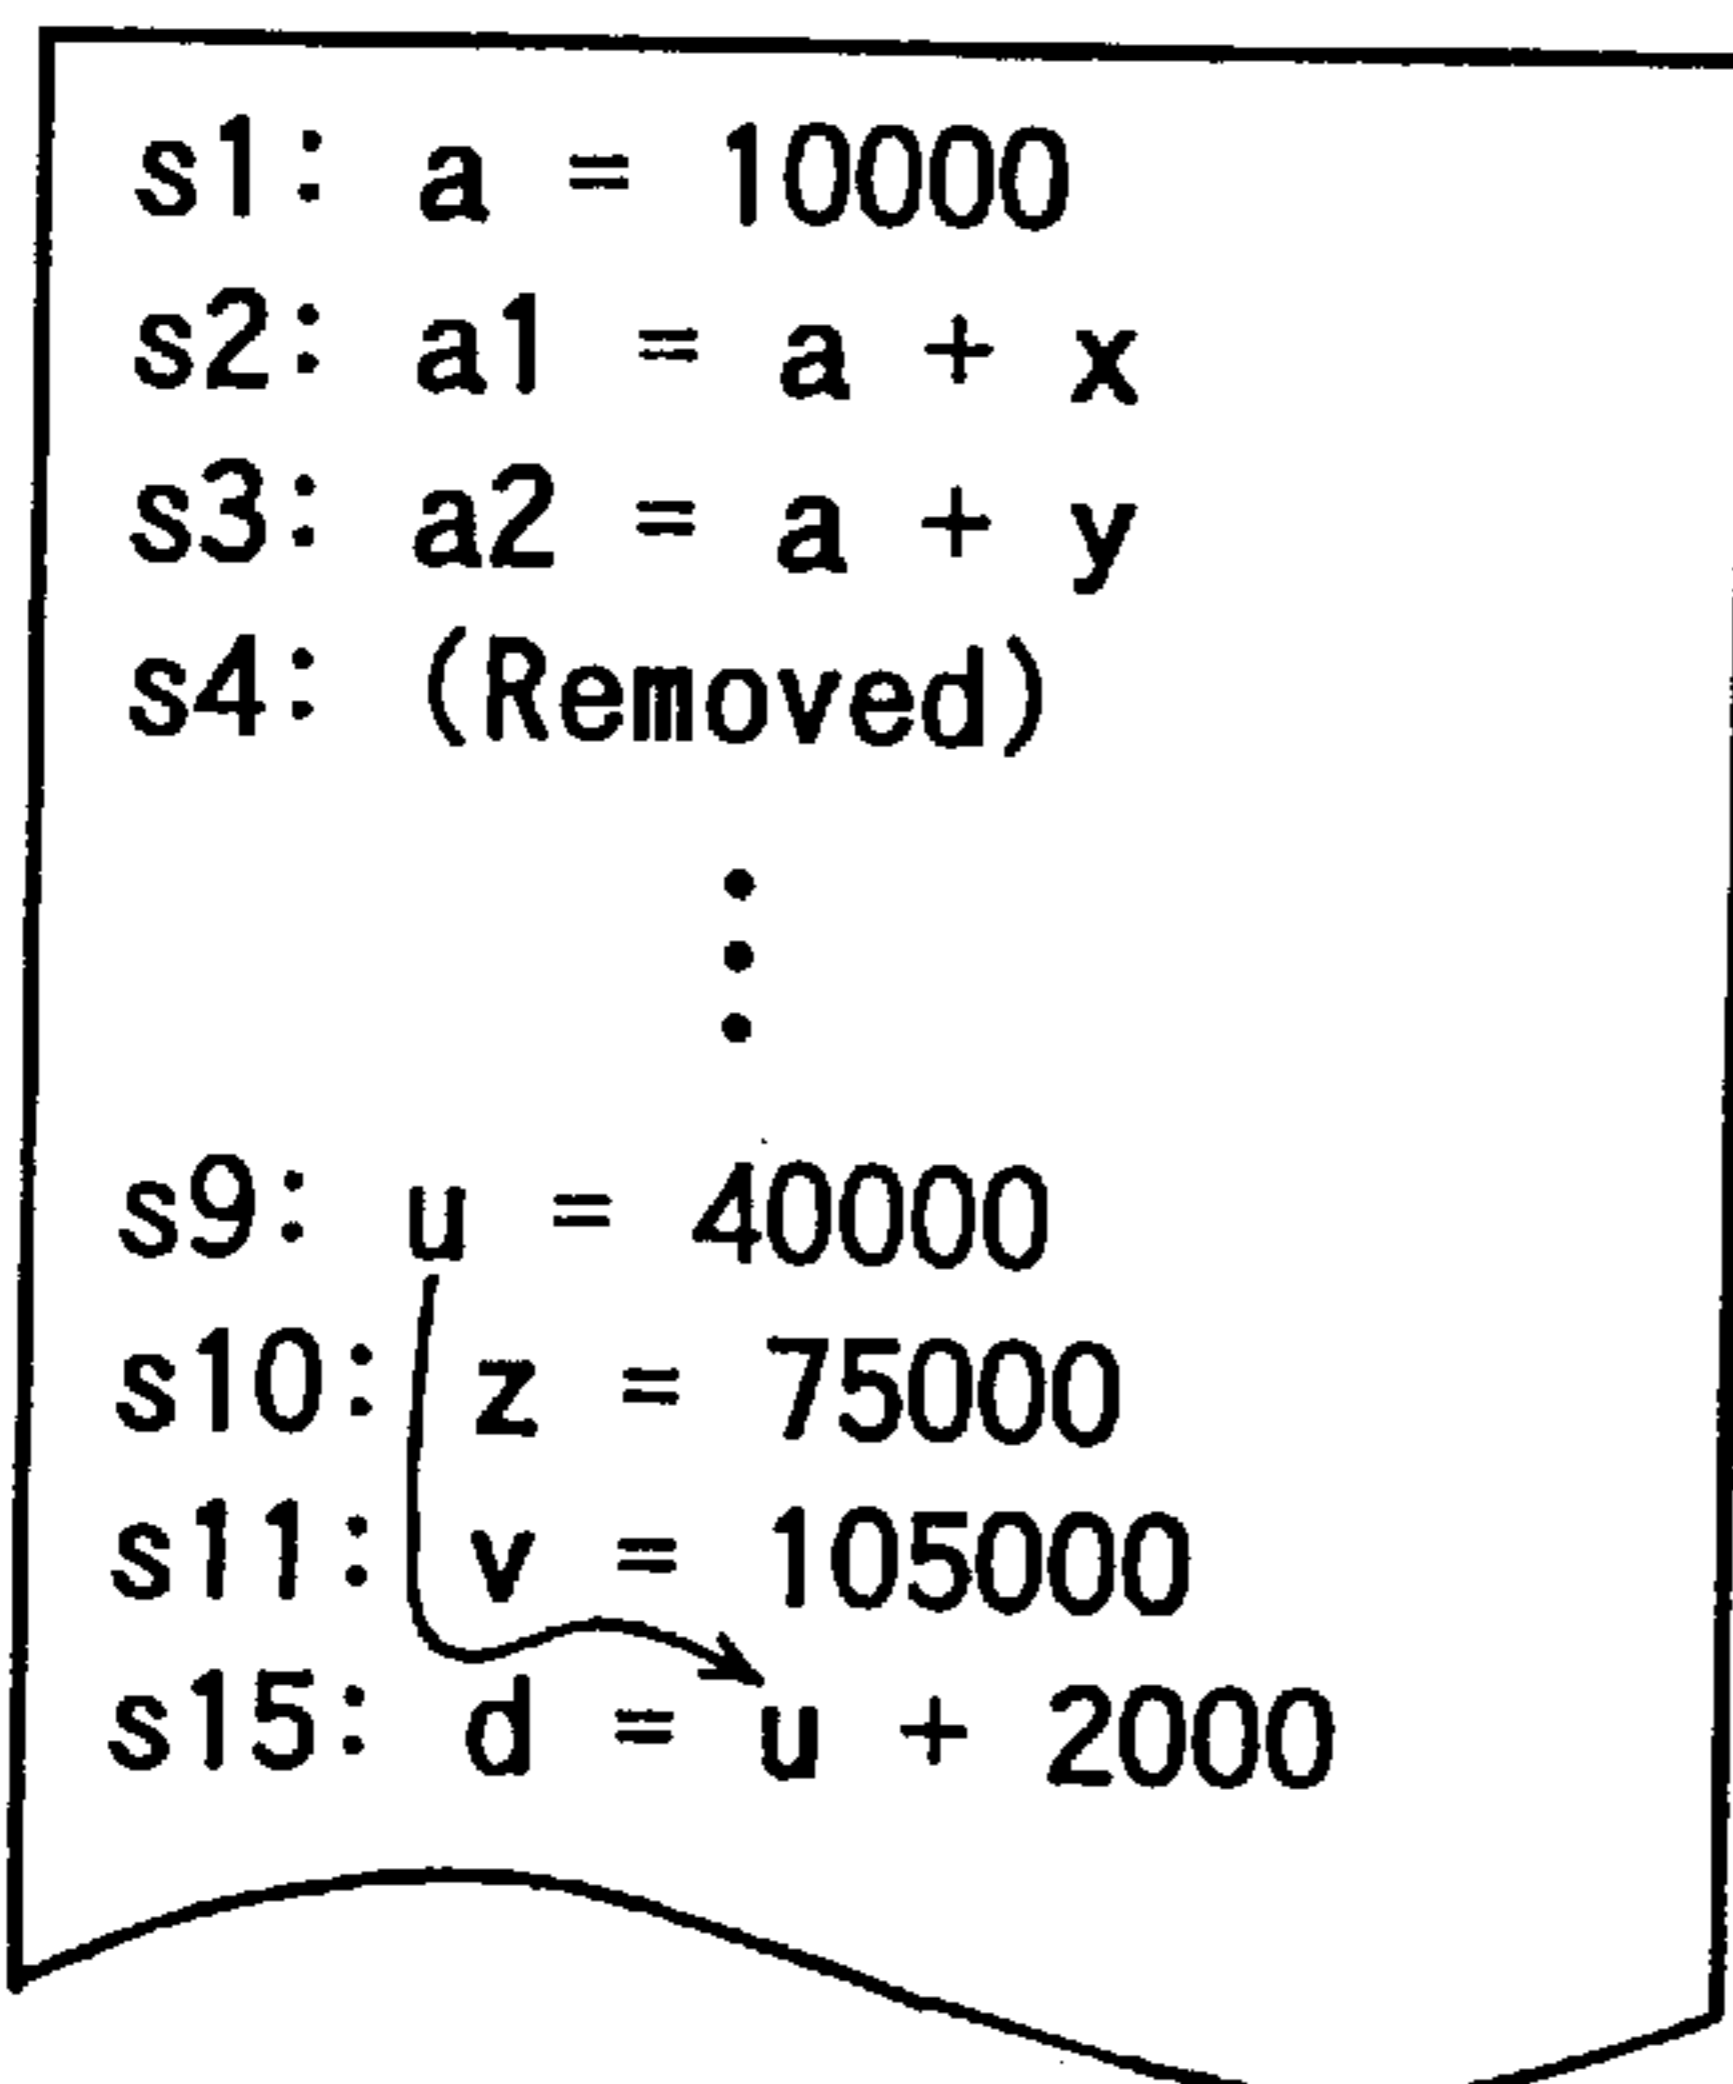 s1: a = 10000
s2: a1 = a + x
s3: a2 = a + y
s4: (Removed)
s9: u = 40000
s10: z = 75000
s11: v = 105000
s15: d = u + 2000